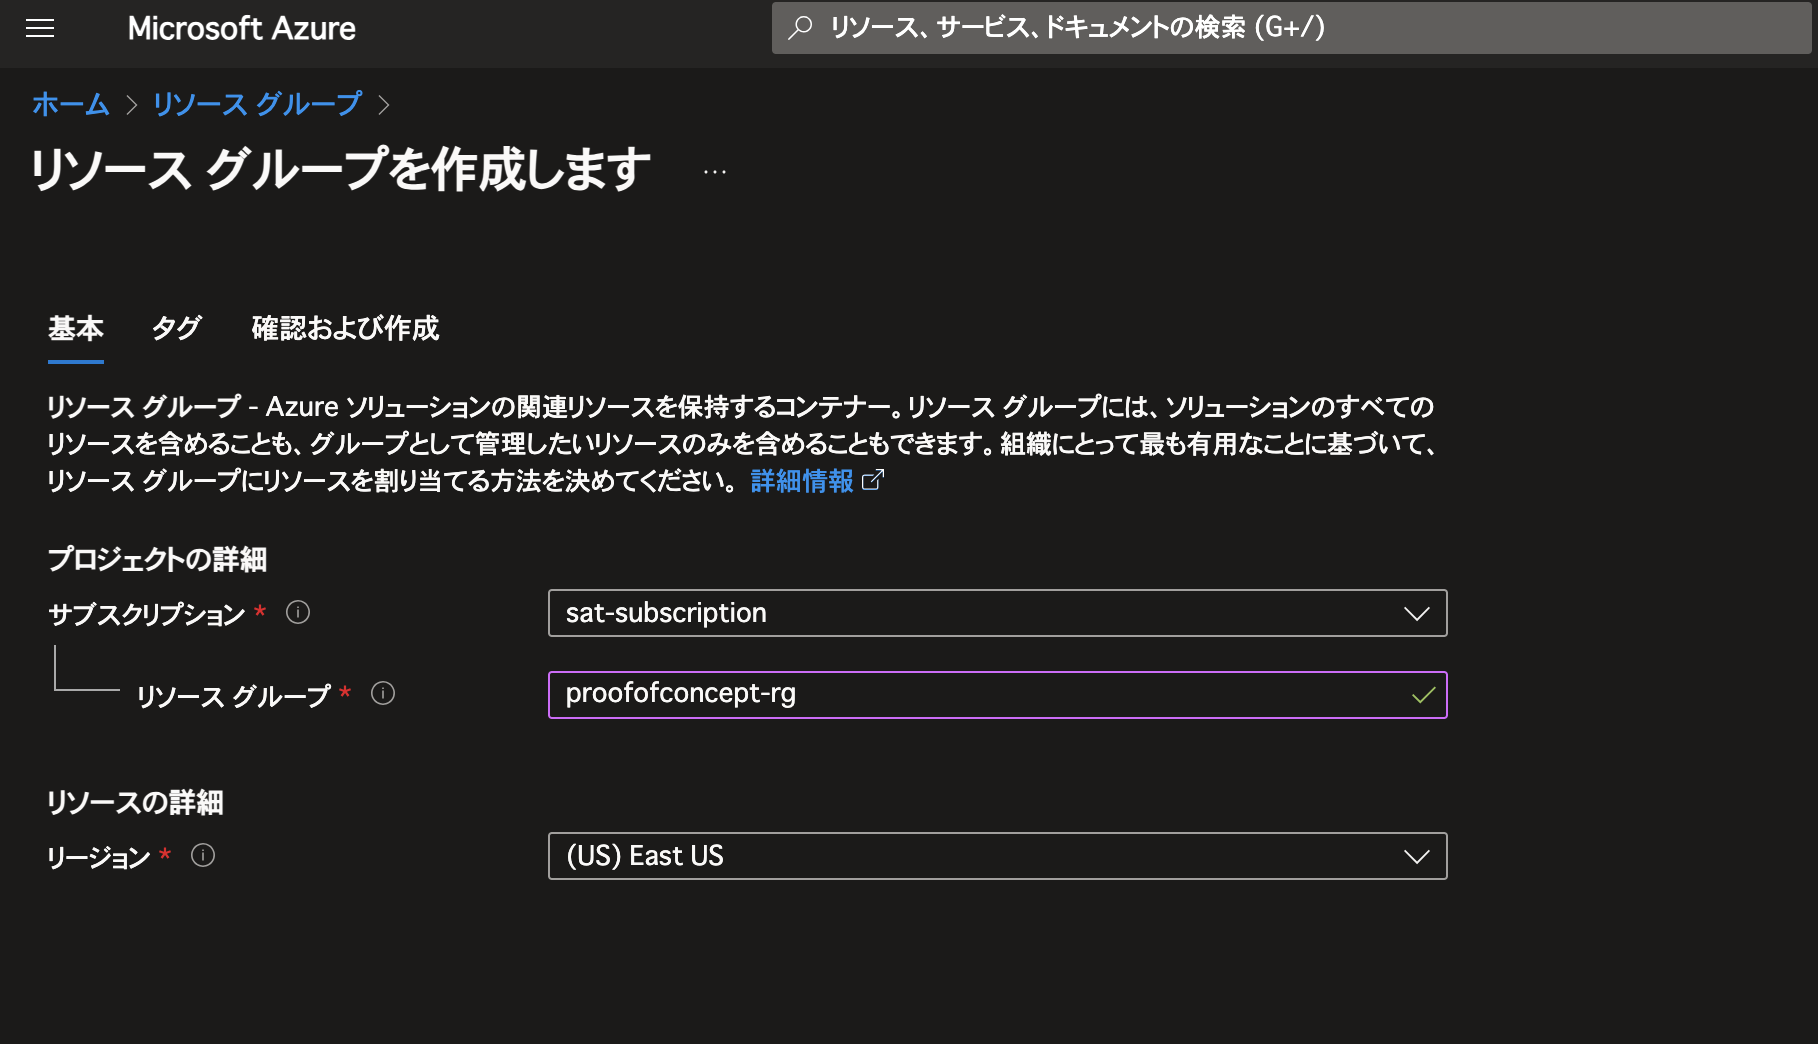 Microsoft Azure
リソース、サービス、ドキュメントの検索 (G+/)
ホーム > リソース グループ >
リソース グループを作成します ...
基本 タグ 確認および作成
リソース グループ - Azure ソリューションの関連リソースを保持するコンテナー。リソース グループには、ソリューションのすべての
リソースを含めることも、グループとして管理したいリソースのみを含めることもできます。組織にとって最も有用なことに基づいて、
リソース グループにリソースを割り当てる方法を決めてください。 詳細情報
プロジェクトの詳細
サブスクリプション *
sat-subscription
リソース グループ *
proofofconcept-rg
リソースの詳細
リージョン *
(US) East US